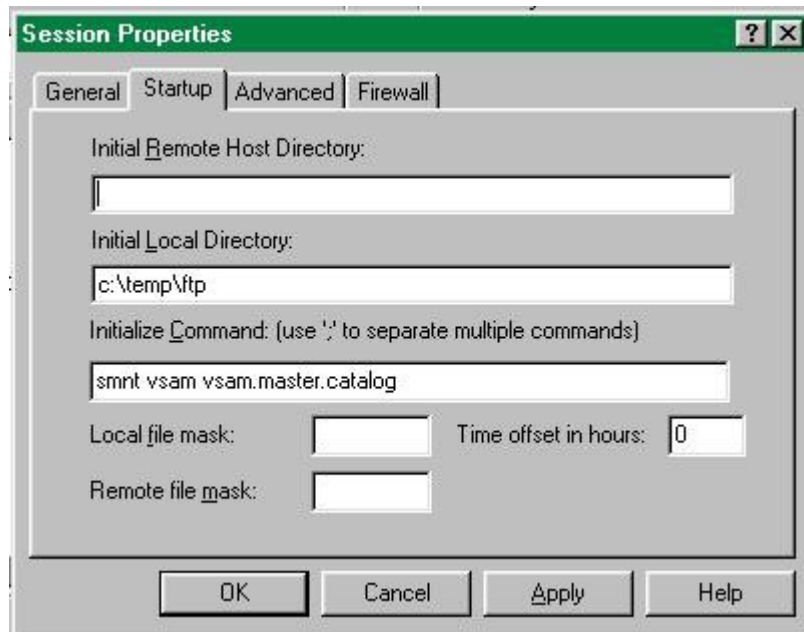 Session Properties
General Startup Advanced Firewall
Initial Remote Host Directory:
Initial Local Directory:
c:\temp\ftp
Initialize Command: (use ';' to separate multiple commands)
smnt vsam vsam.master.catalog
Local file mask: Time offset in hours: 0
Remote file mask:
OK Cancel Apply Help